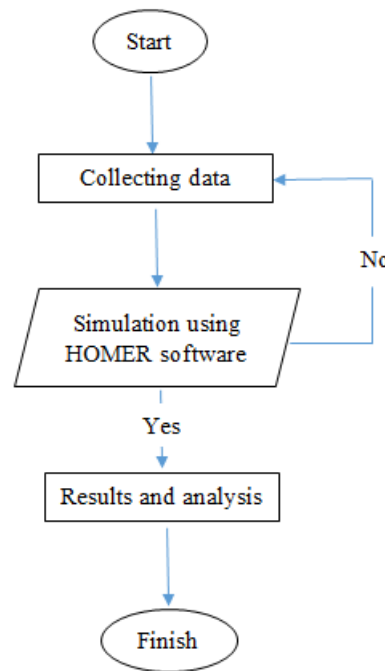 Start
Collecting data
No
Simulation using
HOMER software
Yes
Results and analysis
Finish